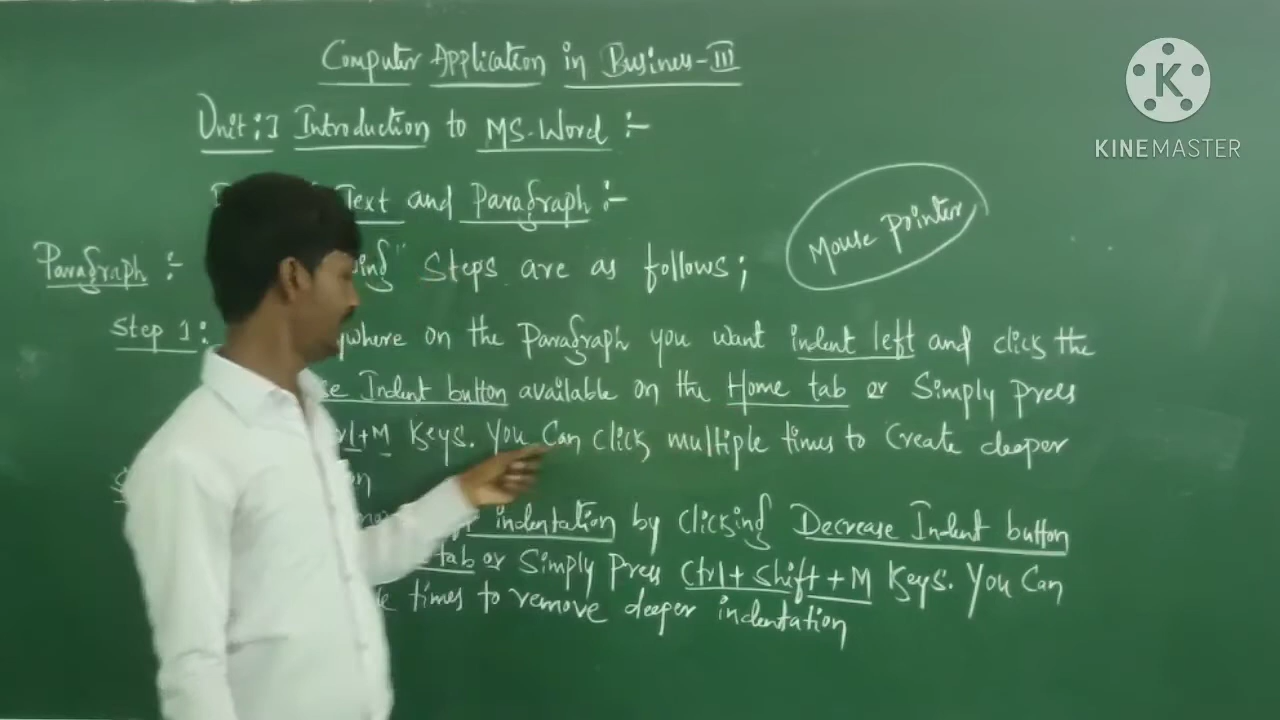 Computer Application in Business-III
Unit:I Introduction to MS-Word :-
Text and Paragraph :-
Mouse pointer
Paragraph :- Steps are as follows;
Step 1: on the Paragraph you want indent left and click the
Indent button available on the Home tab or Simply press
+M Keys. You Can click multiple times to Create deeper
indentation by clicking Decrease Indent button
tab or Simply press Ctrl+Shift+M Keys. You Can
times to remove deeper indentation
K
KINEMASTER